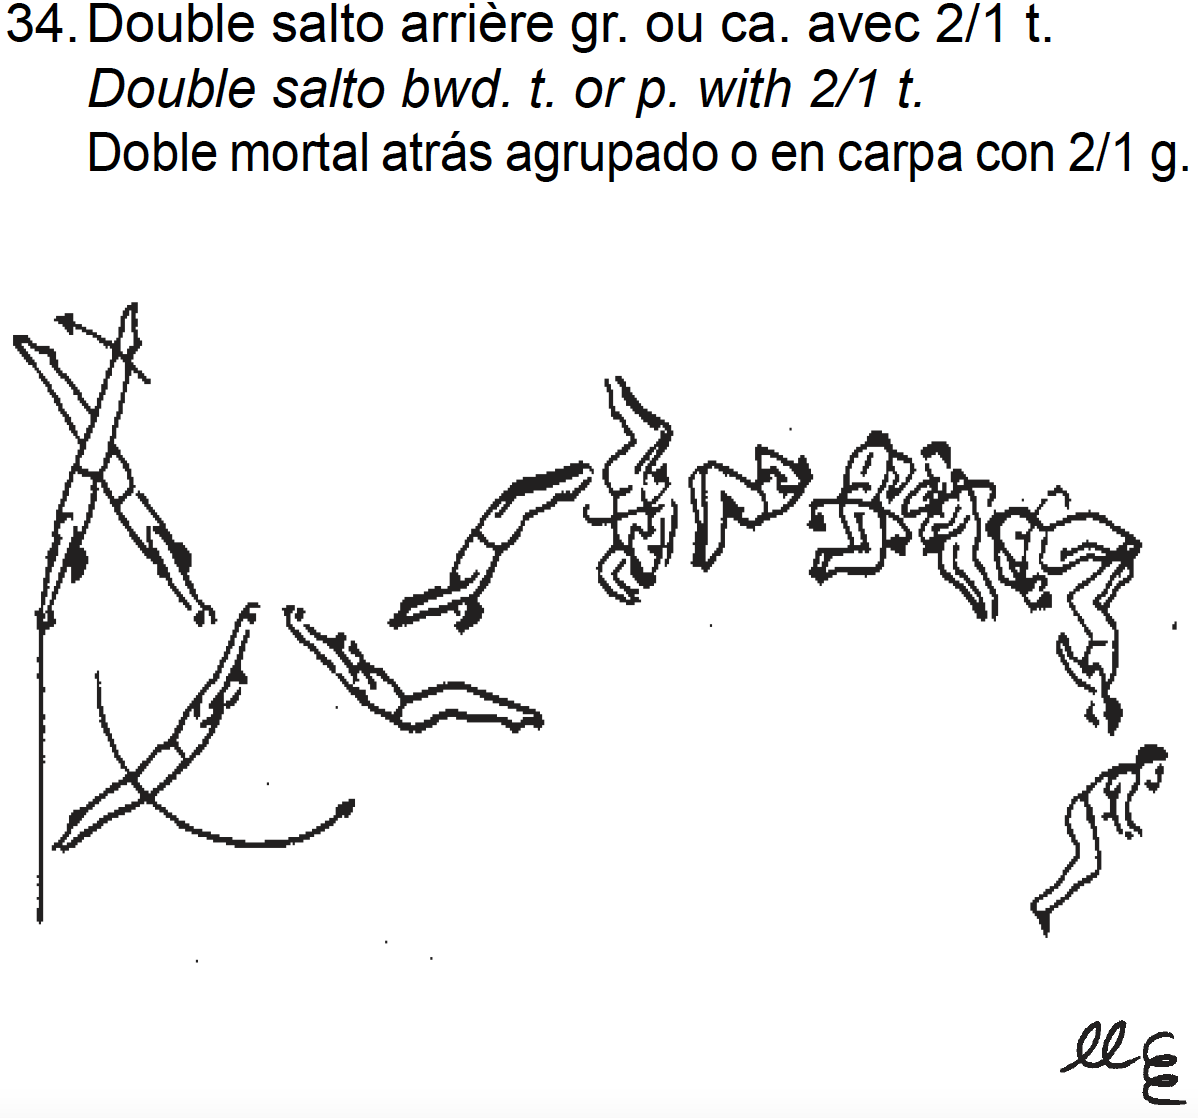 34. Double salto arrière gr. ou ca. avec 2/1 t.
Double salto bwd. t. or p. with 2/1 t.
Doble mortal atrás agrupado o en carpa con 2/1 g.